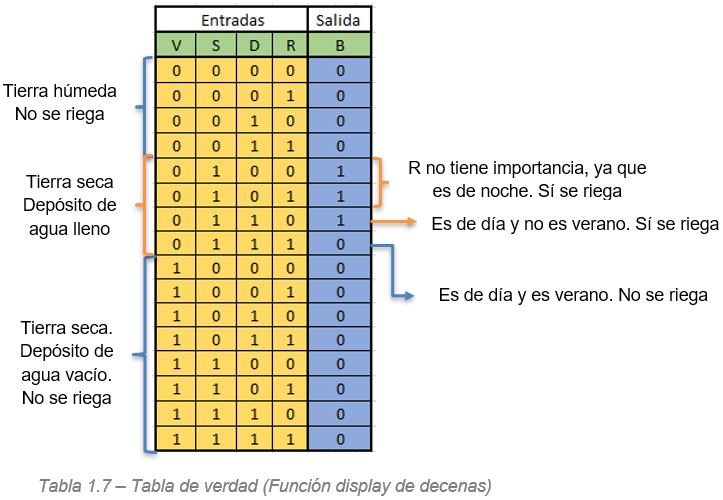 Entradas Salida
V S D R B
0 0 0 0 0
0 0 0 1 0
0 0 1 0 0
0 0 1 1 0
0 1 0 0 1
0 1 0 1 1
0 1 1 0 1
0 1 1 1 0
1 0 0 0 0
1 0 0 1 0
1 0 1 0 0
1 0 1 1 0
1 1 0 0 0
1 1 0 1 0
1 1 1 0 0
1 1 1 1 0
Tierra húmeda
No se riega
Tierra seca
Depósito de
agua lleno
Tierra seca.
Depósito de
agua vacío.
No se riega
R no tiene importancia, ya que
es de noche. Sí se riega
Es de día y no es verano. Sí se riega
Es de día y es verano. No se riega
Tabla 1.7 – Tabla de verdad (Función display de decenas)